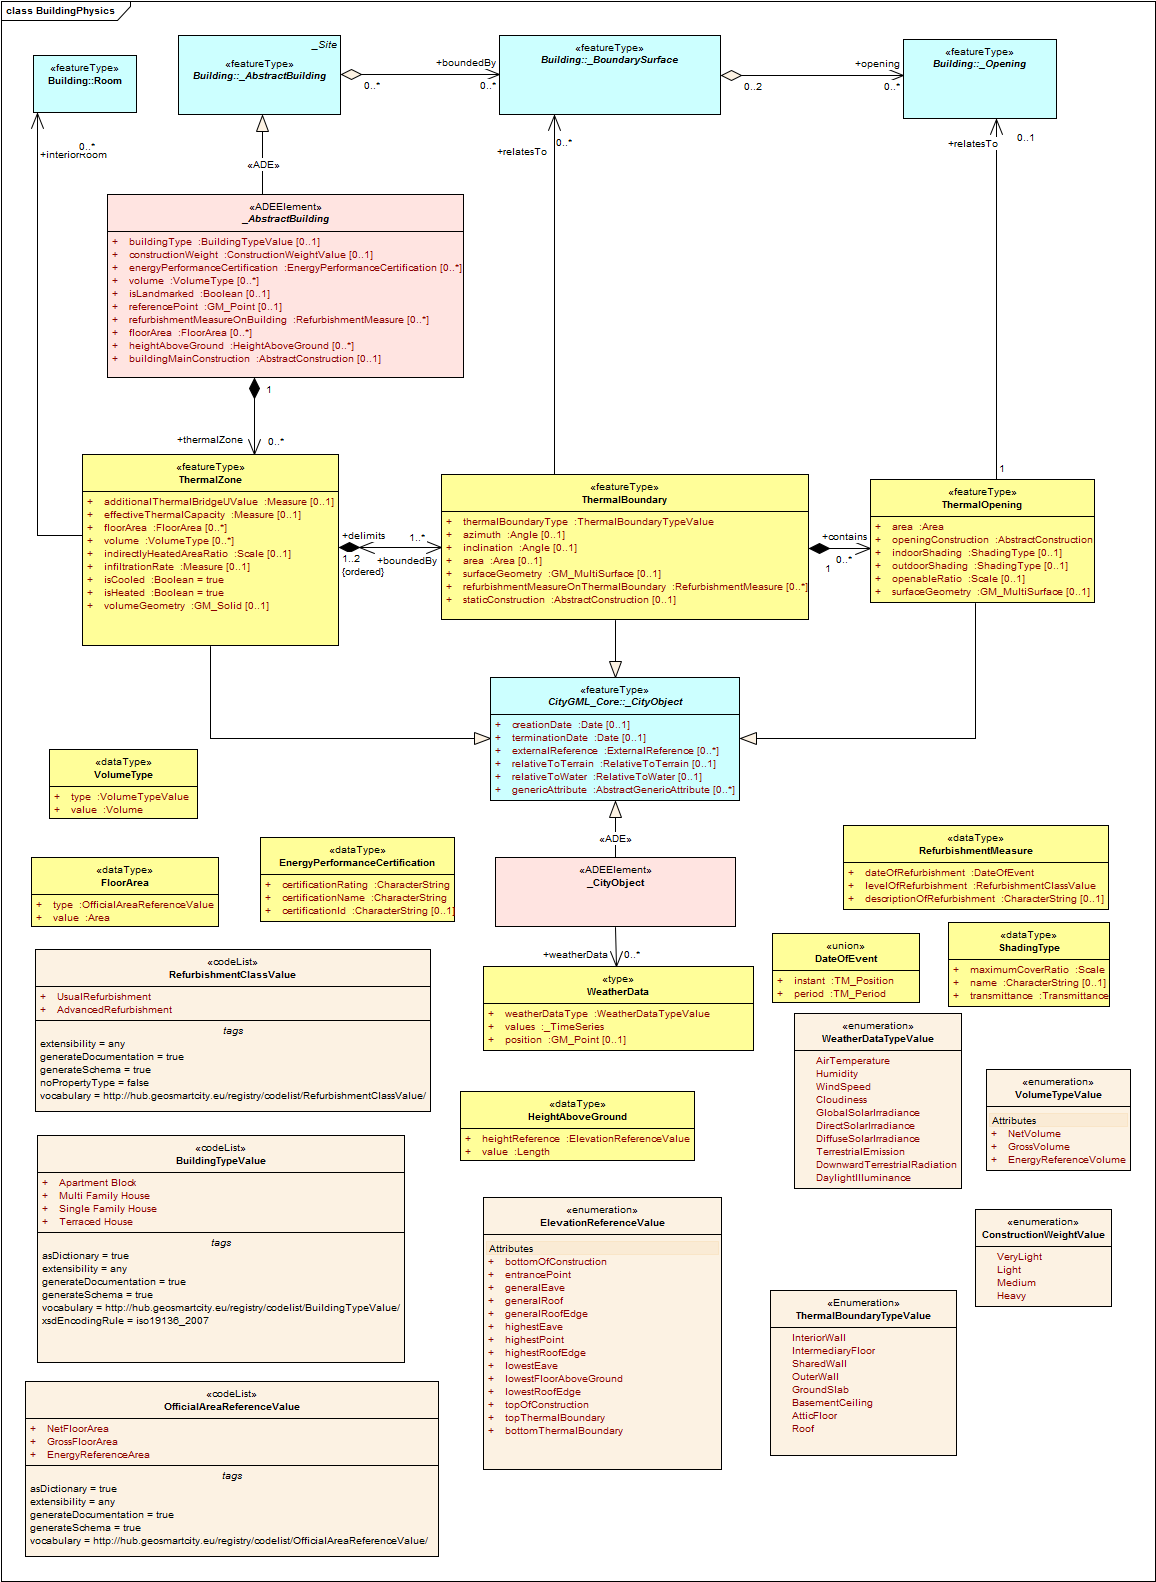 class BuildingPhysics
«featureType»
Building::Room
_Site
«featureType»
Building::_AbstractBuilding
+boundedBy
0..*
0..*
«featureType»
Building::_BoundarySurface
+opening
0..2
0..*
«featureType»
Building::_Opening
0..*
+interiorRoom
«ADE»
+relatesTo
0..*
+relatesTo
0..1
«ADEElement»
_AbstractBuilding
+ buildingType :BuildingTypeValue [0..1]
+ constructionWeight :ConstructionWeightValue [0..1]
+ energyPerformanceCertification :EnergyPerformanceCertification [0..*]
+ volume :VolumeType [0..*]
+ isLandmarked :Boolean [0..1]
+ referencePoint :GM_Point [0..1]
+ refurbishmentMeasureOnBuilding :RefurbishmentMeasure [0..*]
+ floorArea :FloorArea [0..*]
+ heightAboveGround :HeightAboveGround [0..*]
+ buildingMainConstruction :AbstractConstruction [0..1]
1
+thermalZone
0..*
1
«featureType»
ThermalZone
+ additionalThermalBridgeUValue :Measure [0..1]
+ effectiveThermalCapacity :Measure [0..1]
+ floorArea :FloorArea [0..*]
+ volume :VolumeType [0..*]
+ indirectlyHeatedAreaRatio :Scale [0..1]
+ infiltrationRate :Measure [0..1]
+ isCooled :Boolean = true
+ isHeated :Boolean = true
+ volumeGeometry :GM_Solid [0..1]
+delimits
1..*
1..2
+boundedBy
{ordered}
«featureType»
ThermalBoundary
+ thermalBoundaryType :ThermalBoundaryTypeValue
+ azimuth :Angle [0..1]
+ inclination :Angle [0..1]
+ area :Area [0..1]
+ surfaceGeometry :GM_MultiSurface [0..1]
+ refurbishmentMeasureOnThermalBoundary :RefurbishmentMeasure [0..*]
+ staticConstruction :AbstractConstruction [0..1]
+contains
0..*
1
«featureType»
ThermalOpening
+ area :Area
+ openingConstruction :AbstractConstruction
+ indoorShading :ShadingType [0..1]
+ outdoorShading :ShadingType [0..1]
+ openableRatio :Scale [0..1]
+ surfaceGeometry :GM_MultiSurface [0..1]
«featureType»
CityGML_Core::_CityObject
+ creationDate :Date [0..1]
+ terminationDate :Date [0..1]
+ externalReference :ExternalReference [0..*]
+ relativeToTerrain :RelativeToTerrain [0..1]
+ relativeToWater :RelativeToWater [0..1]
+ genericAttribute :AbstractGenericAttribute [0..*]
«dataType»
VolumeType
+ type :VolumeTypeValue
+ value :Volume
«ADE»
«dataType»
FloorArea
+ type :OfficialAreaReferenceValue
+ value :Area
«dataType»
EnergyPerformanceCertification
+ certificationRating :CharacterString
+ certificationName :CharacterString
+ certificationId :CharacterString [0..1]
«ADEElement»
_CityObject
«dataType»
RefurbishmentMeasure
+ dateOfRefurbishment :DateOfEvent
+ levelOfRefurbishment :RefurbishmentClassValue
+ descriptionOfRefurbishment :CharacterString [0..1]
+weatherData
0..*
«type»
WeatherData
+ weatherDataType :WeatherDataTypeValue
+ values :_TimeSeries
+ position :GM_Point [0..1]
«union»
DateOfEvent
+ instant :TM_Position
+ period :TM_Period
«dataType»
ShadingType
+ maximumCoverRatio :Scale
+ name :CharacterString [0..1]
+ transmittance :Transmittance
«codeList»
RefurbishmentClassValue
+ UsualRefurbishment
+ AdvancedRefurbishment
tags
extensibility = any
generateDocumentation = true
generateSchema = true
noPropertyType = false
vocabulary = http://hub.geosmartcity.eu/registry/codelist/RefurbishmentClassValue/
«enumeration»
WeatherDataTypeValue
AirTemperature
Humidity
WindSpeed
Cloudiness
GlobalSolarIrradiance
DirectSolarIrradiance
DiffuseSolarIrradiance
TerrestrialEmission
DownwardTerrestrialRadiation
DaylightIlluminance
«enumeration»
VolumeTypeValue
Attributes
+ NetVolume
+ GrossVolume
+ EnergyReferenceVolume
«dataType»
HeightAboveGround
+ heightReference :ElevationReferenceValue
+ value :Length
«codeList»
BuildingTypeValue
+ Apartment Block
+ Multi Family House
+ Single Family House
+ Terraced House
tags
asDictionary = true
extensibility = any
generateDocumentation = true
generateSchema = true
vocabulary = http://hub.geosmartcity.eu/registry/codelist/BuildingTypeValue/
xsdEncodingRule = iso19136_2007
«enumeration»
ElevationReferenceValue
Attributes
+ bottomOfConstruction
+ entrancePoint
+ generalEave
+ generalRoof
+ generalRoofEdge
+ highestEave
+ highestPoint
+ highestRoofEdge
+ lowestEave
+ lowestFloorAboveGround
+ lowestRoofEdge
+ topOfConstruction
+ topThermalBoundary
+ bottomThermalBoundary
«enumeration»
ConstructionWeightValue
VeryLight
Light
Medium
Heavy
«Enumeration»
ThermalBoundaryTypeValue
InteriorWall
IntermediaryFloor
SharedWall
OuterWall
GroundSlab
BasementCeiling
AtticFloor
Roof
«codeList»
OfficialAreaReferenceValue
+ NetFloorArea
+ GrossFloorArea
+ EnergyReferenceArea
tags
asDictionary = true
extensibility = any
generateDocumentation = true
generateSchema = true
vocabulary = http://hub.geosmartcity.eu/registry/codelist/OfficialAreaReferenceValue/